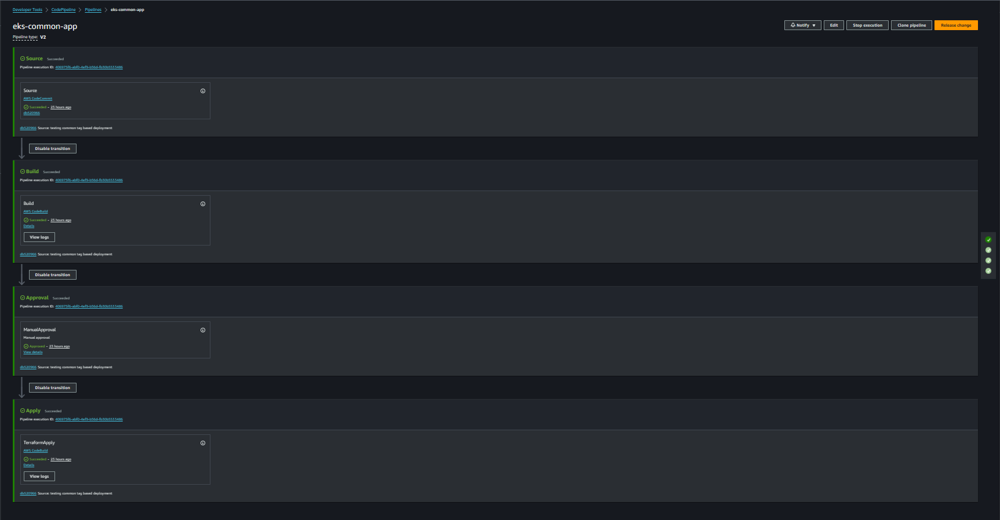 Developer Tools > CodePipeline > Pipelines > eks-common-app
eks-common-app
Notify ▼ Edit Stop execution Clone pipeline Release change
Pipeline type: V2
Source Succeeded
Pipeline execution ID: 406975f6-abf0-4ef9-b56d-fb30b5533486
Source
AWS CodeCommit
Succeeded - 23 hours ago
db520966
db520966 Source: testing common tag based deployment
Disable transition
Build Succeeded
Pipeline execution ID: 406975f6-abf0-4ef9-b56d-fb30b5533486
Build
AWS CodeBuild
Succeeded - 23 hours ago
Details
View logs
db520966 Source: testing common tag based deployment
Disable transition
Approval Succeeded
Pipeline execution ID: 406975f6-abf0-4ef9-b56d-fb30b5533486
ManualApproval
Manual approval
Approved - 23 hours ago
View details
db520966 Source: testing common tag based deployment
Disable transition
Apply Succeeded
Pipeline execution ID: 406975f6-abf0-4ef9-b56d-fb30b5533486
TerraformApply
AWS CodeBuild
Succeeded - 23 hours ago
Details
View logs
db520966 Source: testing common tag based deployment